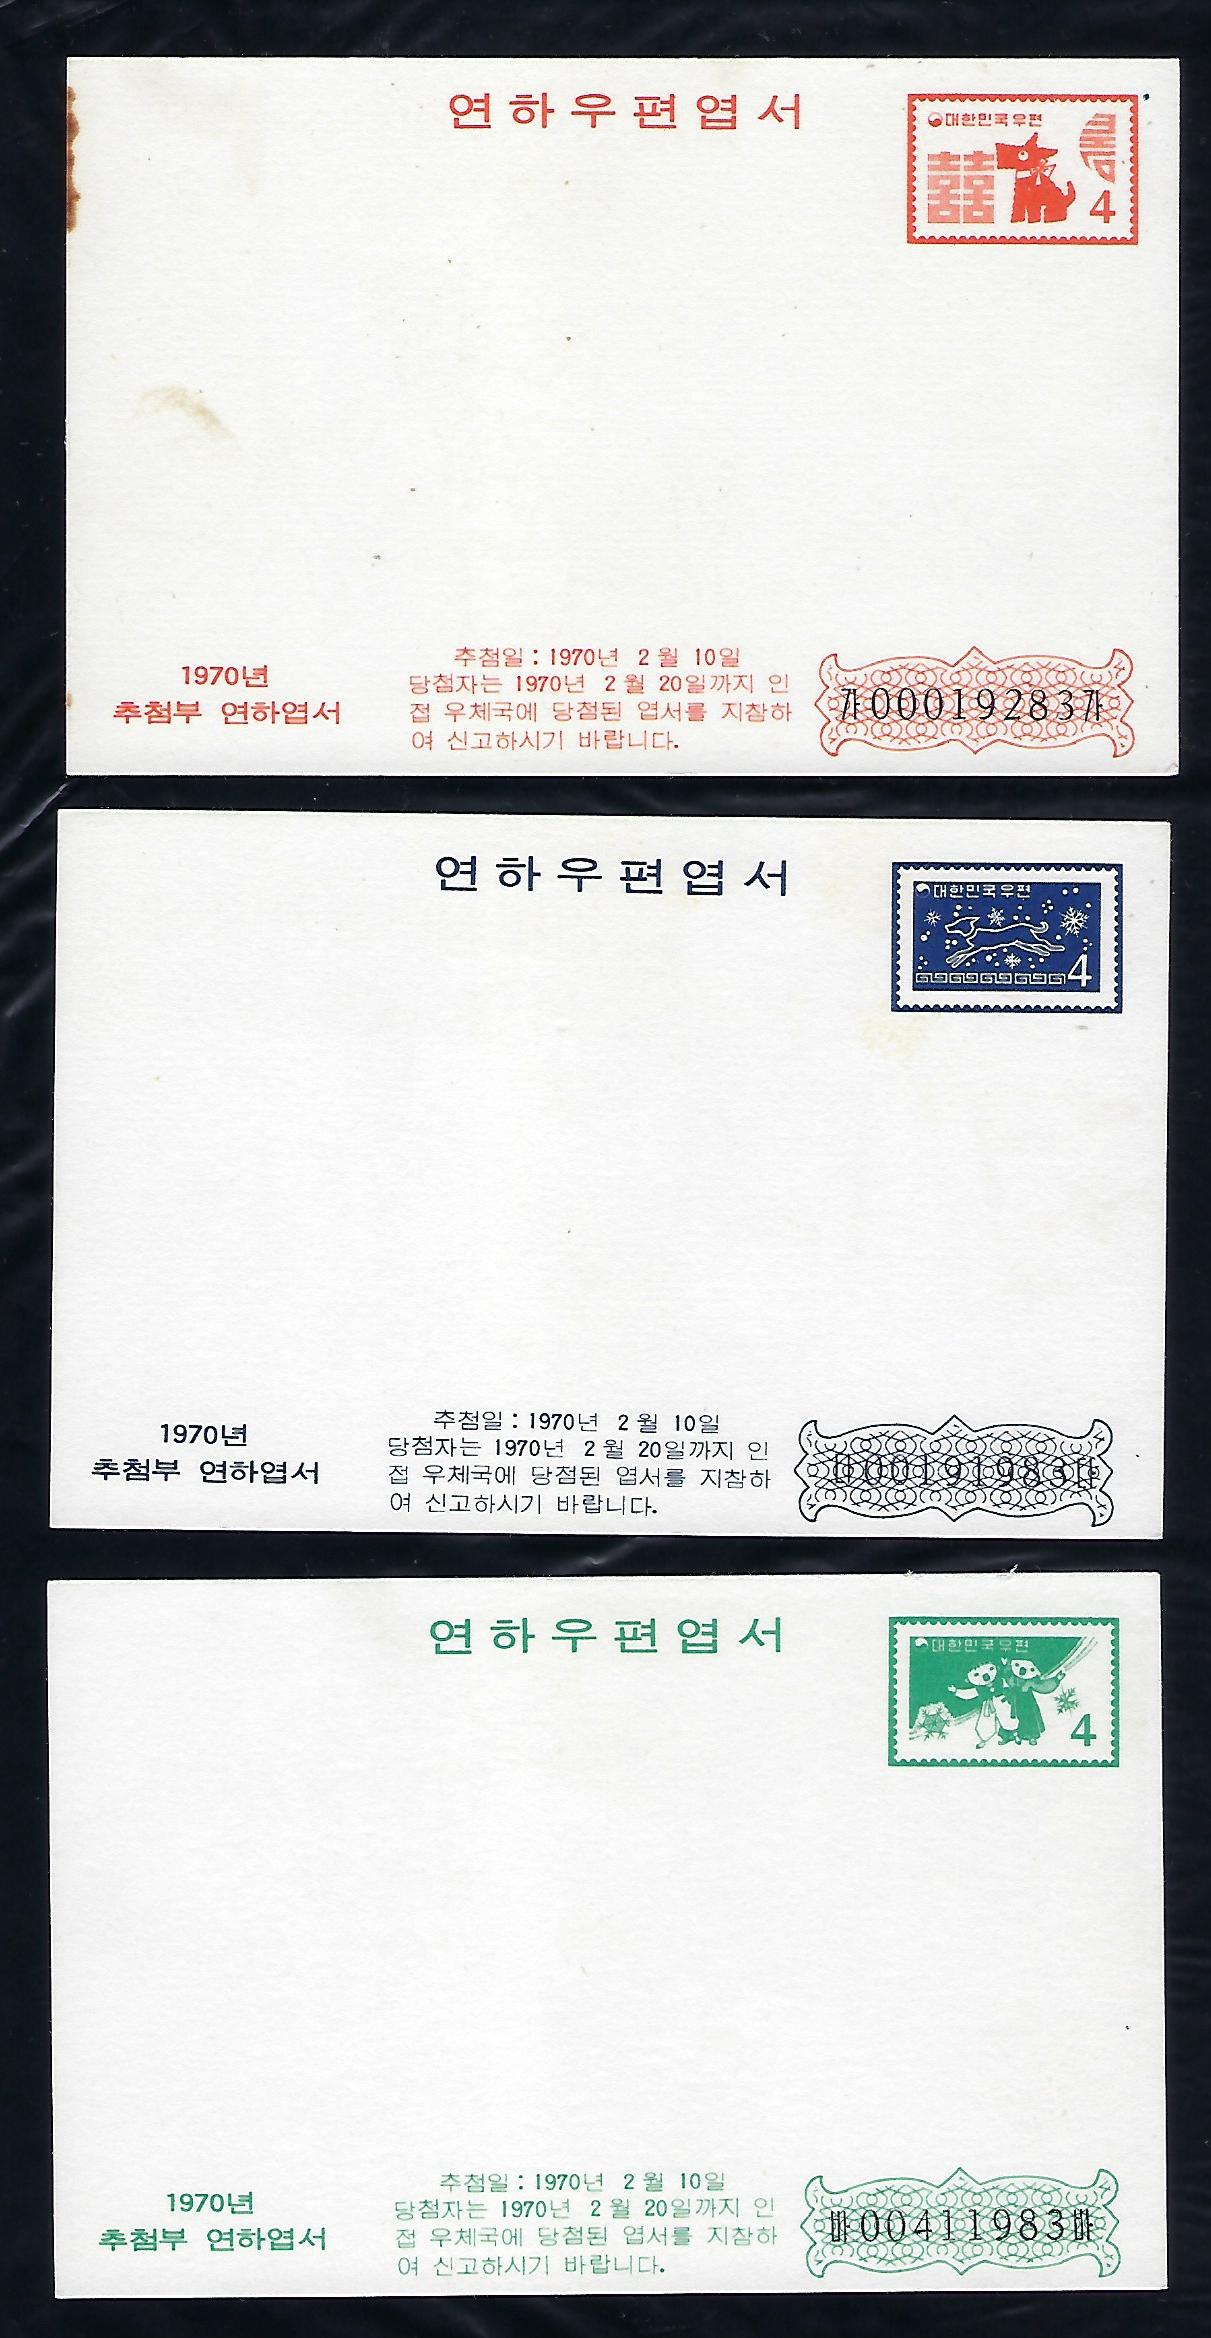 연하우편엽서
대한민국우편
囍
4
1970년
추첨부 연하엽서
추첨일 : 1970년 2월 10일
당첨자는 1970년 2월 20일까지 인
접 우체국에 당첨된 엽서를 지참하
여 신고하시기 바랍니다.
가000192837가
연하우편엽서
대한민국우편
4
1970년
추첨부 연하엽서
추첨일 : 1970년 2월 10일
당첨자는 1970년 2월 20일까지 인
접 우체국에 당첨된 엽서를 지참하
여 신고하시기 바랍니다.
00191983
연하우편엽서
대한민국우편
4
1970년
추첨부 연하엽서
추첨일 : 1970년 2월 10일
당첨자는 1970년 2월 20일까지 인
접 우체국에 당첨된 엽서를 지참하
여 신고하시기 바랍니다.
00411983